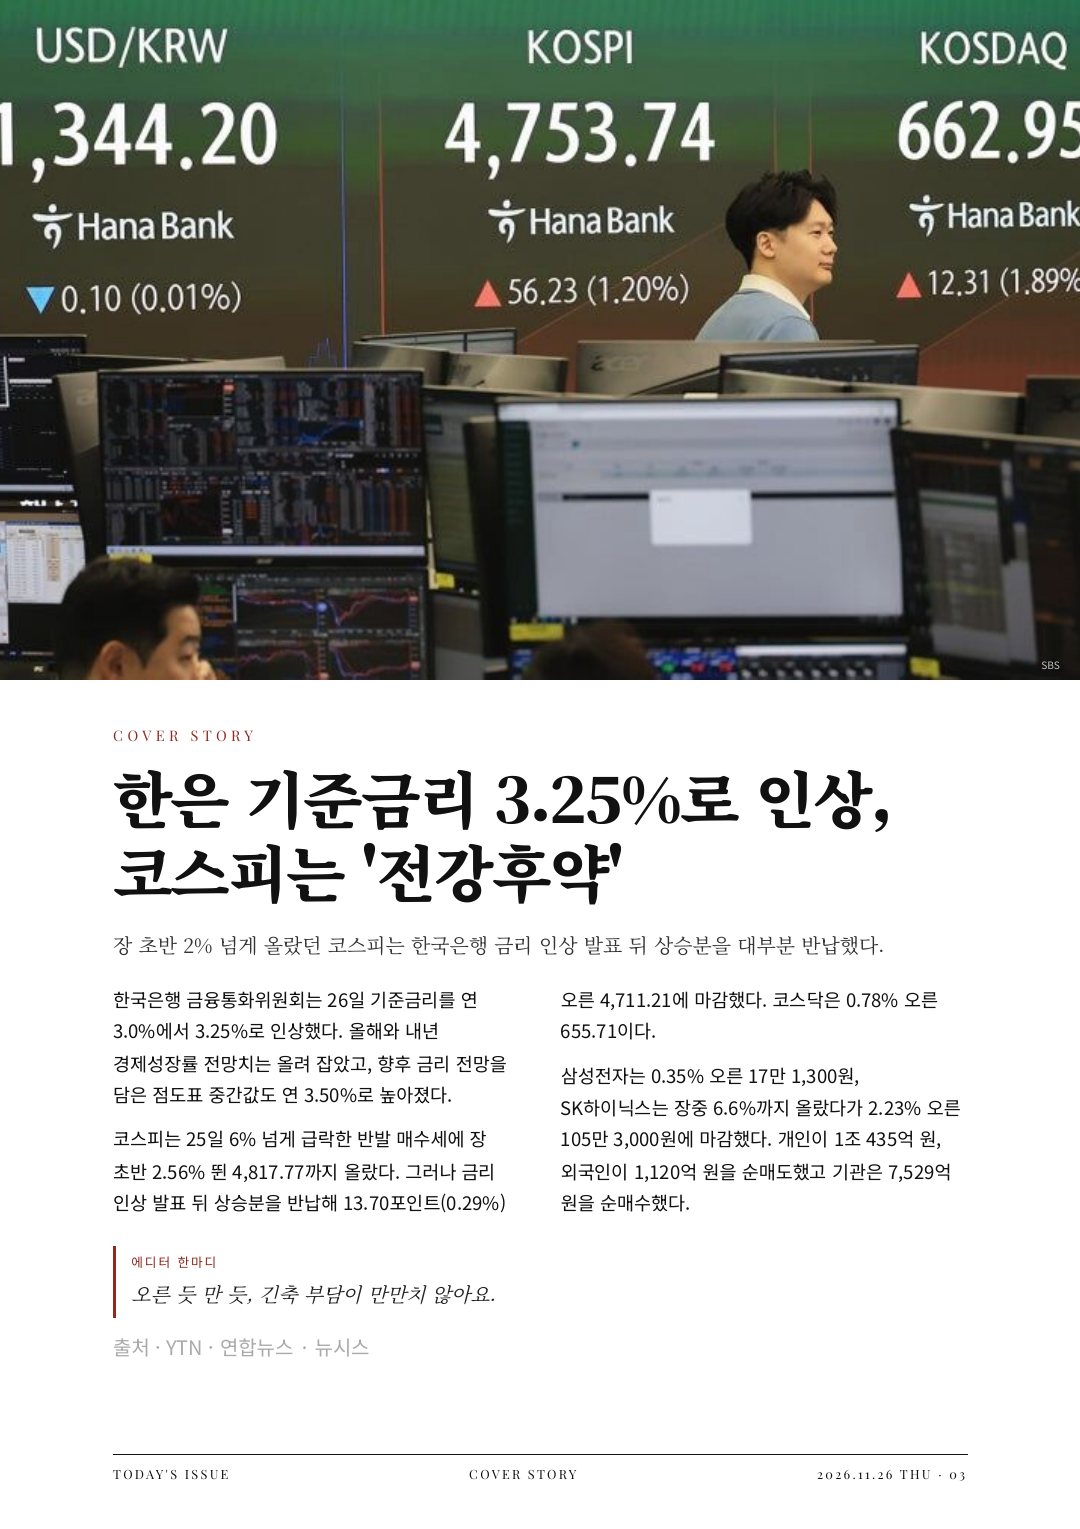 USD/KRW KOSPI KOSDAQ
1,344.20 4,753.74 662.95
Hana Bank Hana Bank Hana Bank
▼0.10 (0.01%) ▲56.23 (1.20%) ▲12.31 (1.89%
acer
SBS
COVER STORY
한은 기준금리 3.25%로 인상,
코스피는 '전강후약'
장 초반 2% 넘게 올랐던 코스피는 한국은행 금리 인상 발표 뒤 상승분을 대부분 반납했다.
한국은행 금융통화위원회는 26일 기준금리를 연
3.0%에서 3.25%로 인상했다. 올해와 내년
경제성장률 전망치는 올려 잡았고, 향후 금리 전망을
담은 점도표 중간값도 연 3.50%로 높아졌다.
코스피는 25일 6% 넘게 급락한 반발 매수세에 장
초반 2.56% 뛴 4,817.77까지 올랐다. 그러나 금리
인상 발표 뒤 상승분을 반납해 13.70포인트(0.29%)
오른 4,711.21에 마감했다. 코스닥은 0.78% 오른
655.71이다.
삼성전자는 0.35% 오른 17만 1,300원,
SK하이닉스는 장중 6.6%까지 올랐다가 2.23% 오른
105만 3,000원에 마감했다. 개인이 1조 435억 원,
외국인이 1,120억 원을 순매도했고 기관은 7,529억
원을 순매수했다.
에디터 한마디
오른 듯 만 듯, 긴축 부담이 만만치 않아요.
출처 · YTN · 연합뉴스 · 뉴시스
TODAY'S ISSUE COVER STORY 2026.11.26 THU · 03